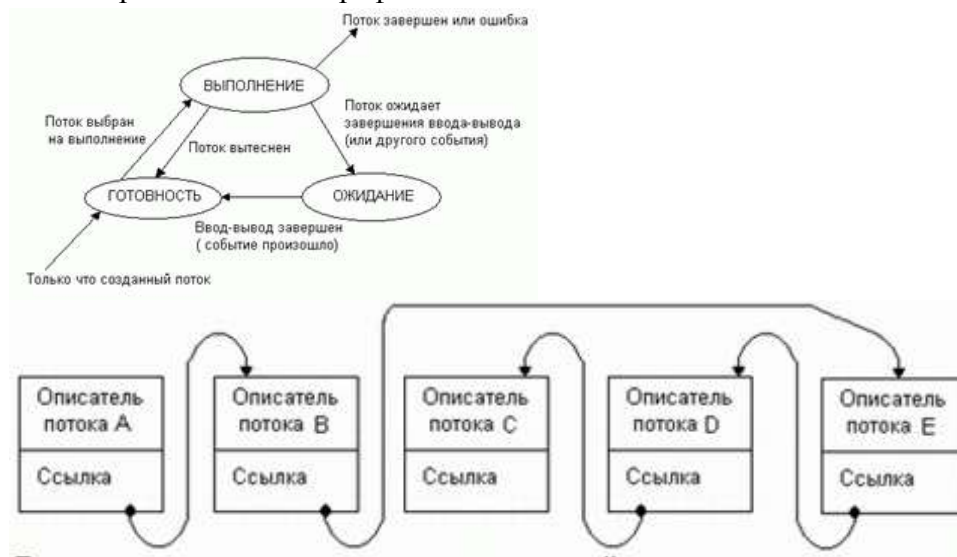 Поток завершен или ошибка
ВЫПОЛНЕНИЕ
Поток выбран
на выполнение
Поток вытеснен
Поток ожидает
завершения ввода-вывода
(или другого события)
ГОТОВНОСТЬ
ОЖИДАНИЕ
Ввод-вывод завершен
( событие произошло)
Только что созданный поток
Описатель
потока A
Ссылка
Описатель
потока B
Ссылка
Описатель
потока C
Ссылка
Описатель
потока D
Ссылка
Описатель
потока E
Ссылка